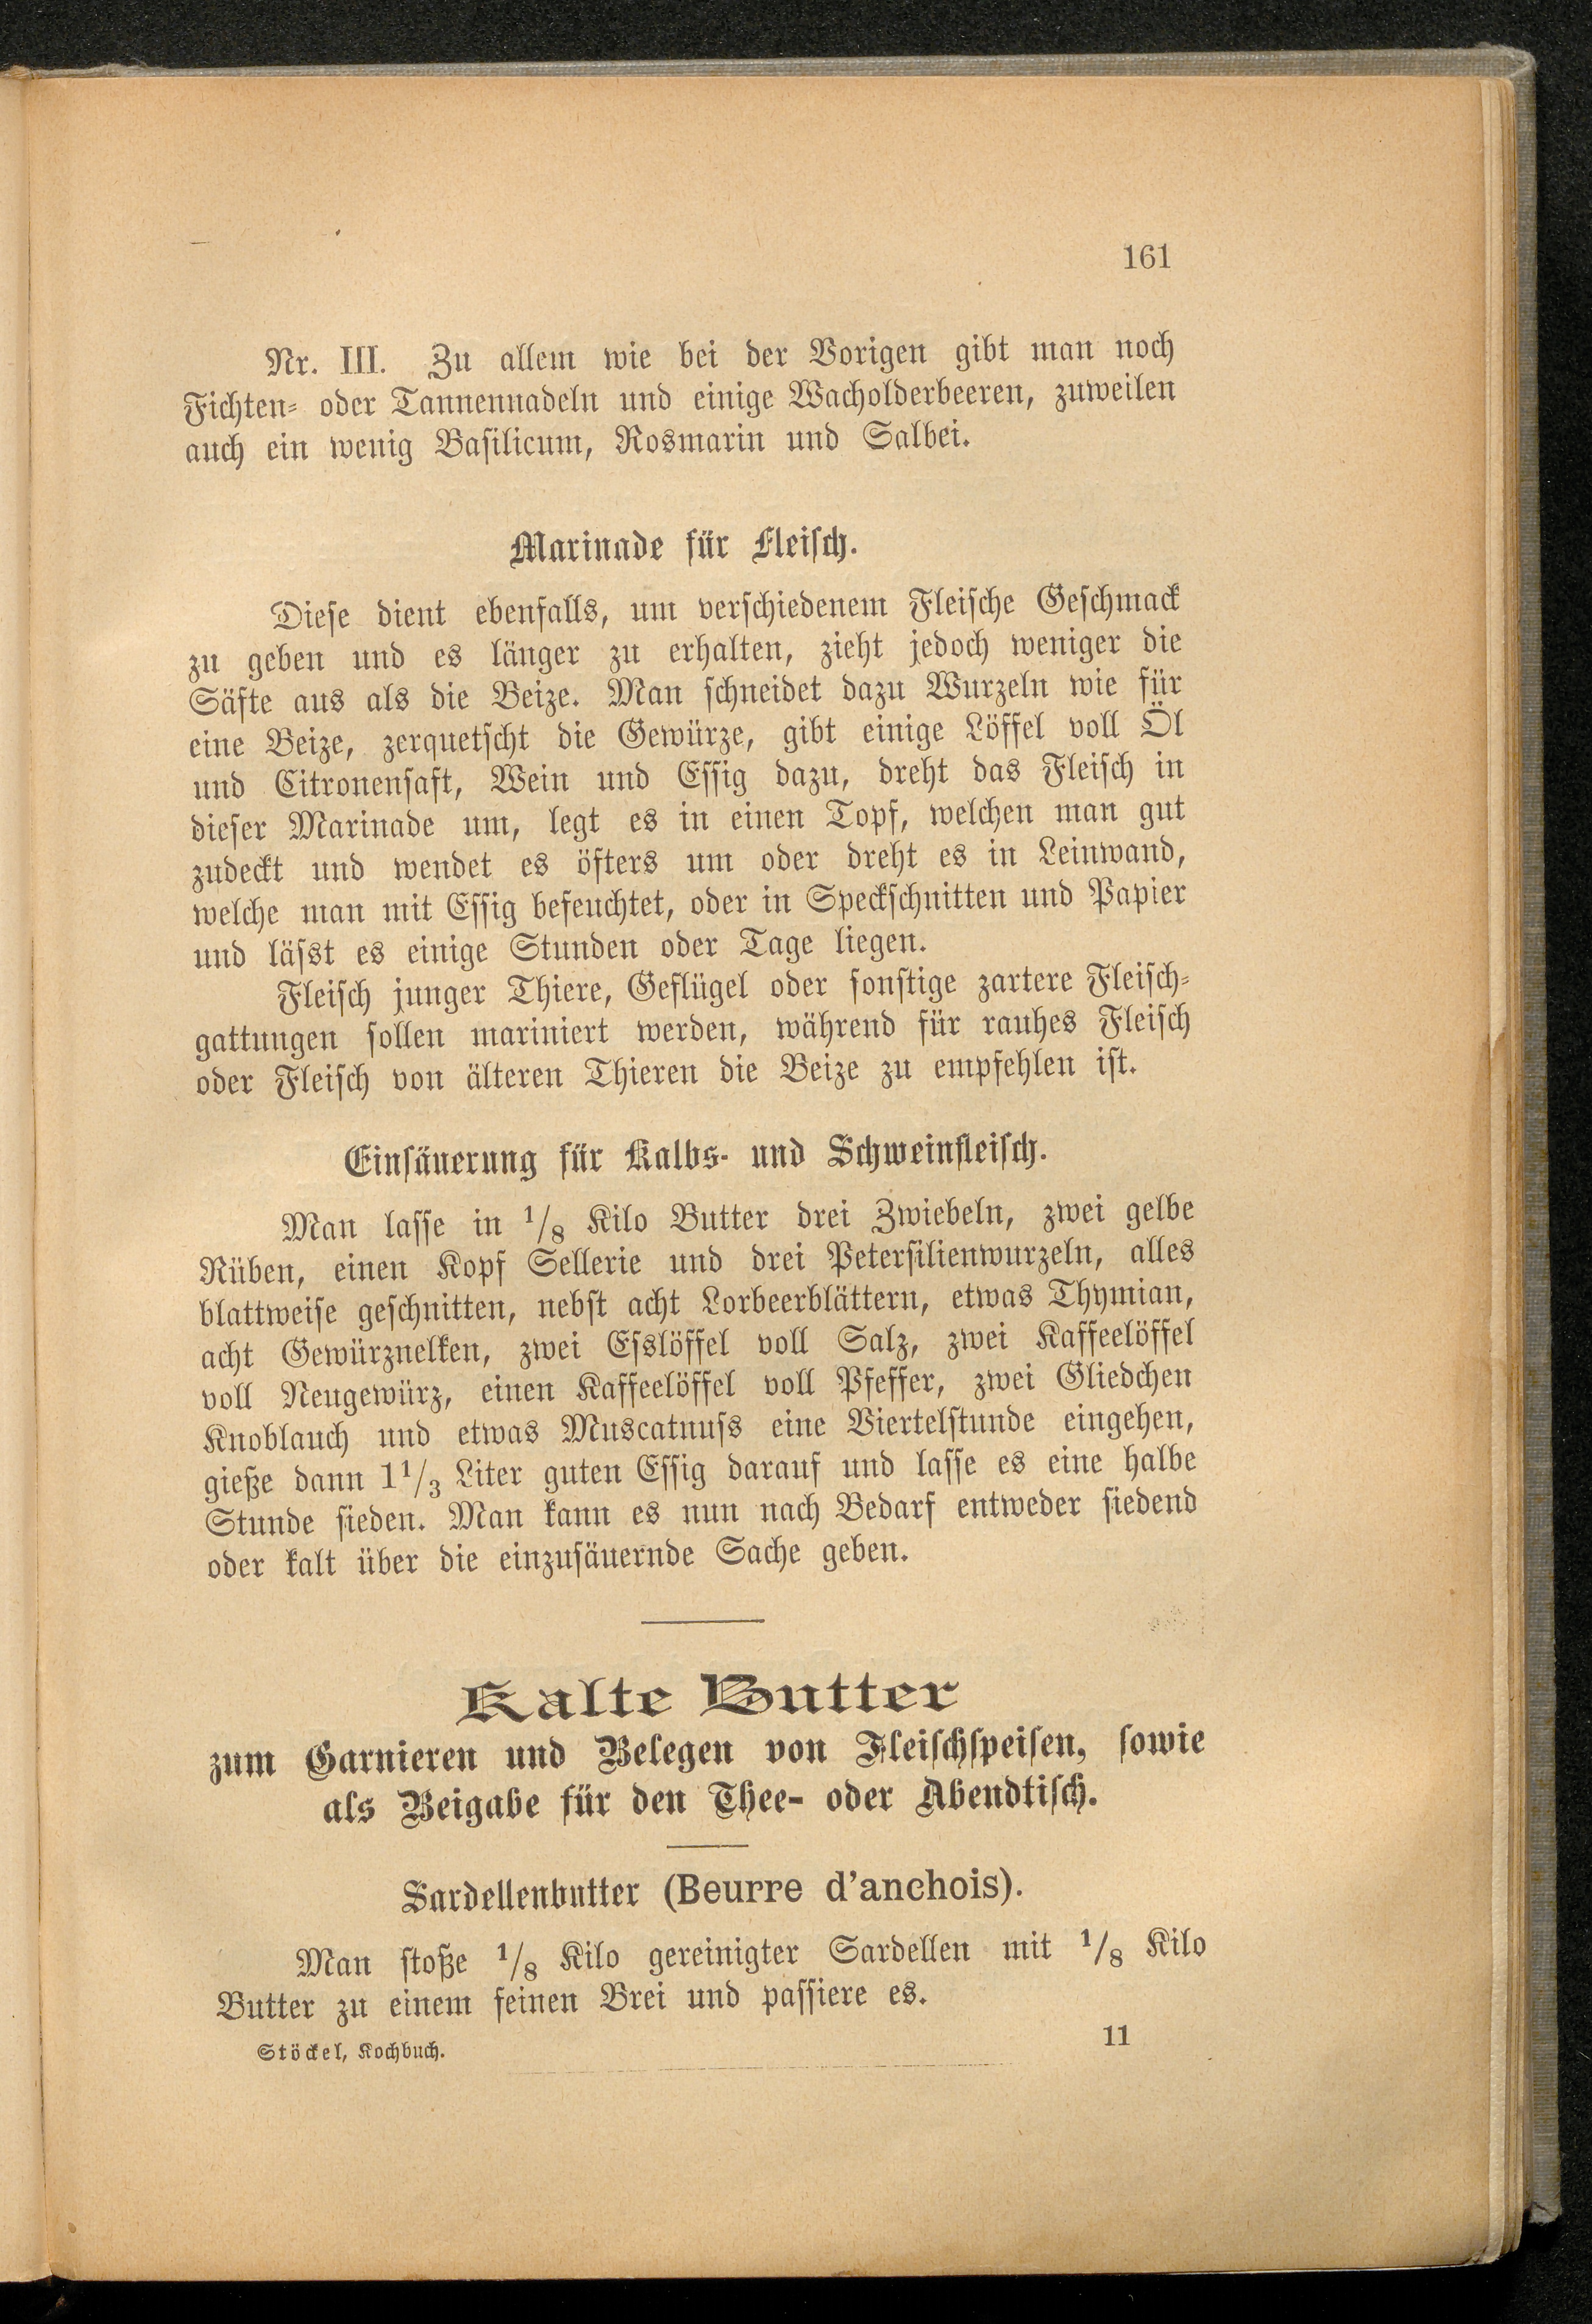 161
Nr. III. Zu allem wie bei der Vorigen gibt man noch
Fichten- oder Tannennadeln und einige Wacholderbeeren, zuweilen
auch ein wenig Basilicum, Rosmarin und Salbei.
Marinade für Fleisch.
Diese dient ebenfalls, um verschiedenem Fleische Geschmack
zu geben und es länger zu erhalten, zieht jedoch weniger die
Säfte aus als die Beize. Man schneidet dazu Wurzeln wie für
eine Beize, zerquetscht die Gewürze, gibt einige Löffel voll Öl
und Citronensaft, Wein und Essig dazu, dreht das Fleisch in
dieser Marinade um, legt es in einen Topf, welchen man gut
zudeckt und wendet es öfters um oder dreht es in Leinwand,
welche man mit Essig befeuchtet, oder in Speckschnitten und Papier
und lässt es einige Stunden oder Tage liegen.
Fleisch junger Thiere, Geflügel oder sonstige zartere Fleisch-
gattungen sollen mariniert werden, während für rauhes Fleisch
oder Fleisch von älteren Thieren die Beize zu empfehlen ist.
Einsäuerung für Kalbs- und Schweinfleisch.
Man lasse in 1/8 Kilo Butter drei Zwiebeln, zwei gelbe
Rüben, einen Kopf Sellerie und drei Petersilienwurzeln, alles
blattweise geschnitten, nebst acht Lorbeerblättern, etwas Thymian,
acht Gewürznelken, zwei Esslöffel voll Salz, zwei Kaffeelöffel
voll Neugewürz, einen Kaffeelöffel voll Pfeffer, zwei Gliedchen
Knoblauch und etwas Muscatnuss eine Viertelstunde eingehen,
gieße dann 1 1/3 Liter guten Essig darauf und lasse es eine halbe
Stunde sieden. Man kann es nun nach Bedarf entweder siedend
oder kalt über die einzusäuernde Sache geben.
Kalte Butter
zum Garnieren und Belegen von Fleischspeisen, sowie
als Beigabe für den Thee- oder Abendtisch.
Sardellenbutter (Beurre d'anchois).
Man stoße 1/8 Kilo gereinigter Sardellen mit 1/8 Kilo
Butter zu einem feinen Brei und passiere es.
Stöckel, Kochbuch. 11